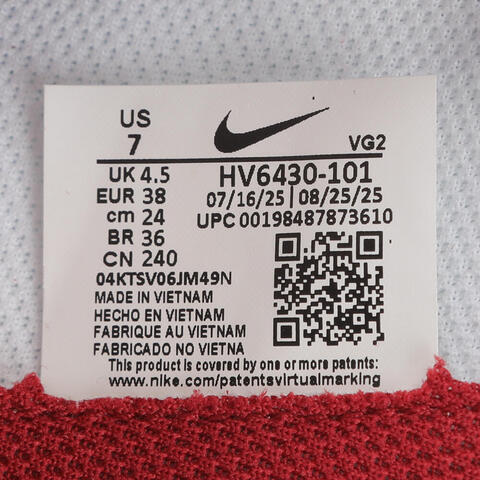 US
7
VG2
UK 4.5
EUR 38
cm 24
BR 36
CN 240
HV6430-101
07/16/25 | 08/25/25
UPC 00198487873610
04KTSV06JM49N
MADE IN VIETNAM
HECHO EN VIETNAM
FABRIQUE AU VIETNAM
FABRICADO NO VIETNA
This product is covered by one or more patents:
www.nike.com/patentsvirtualmarking